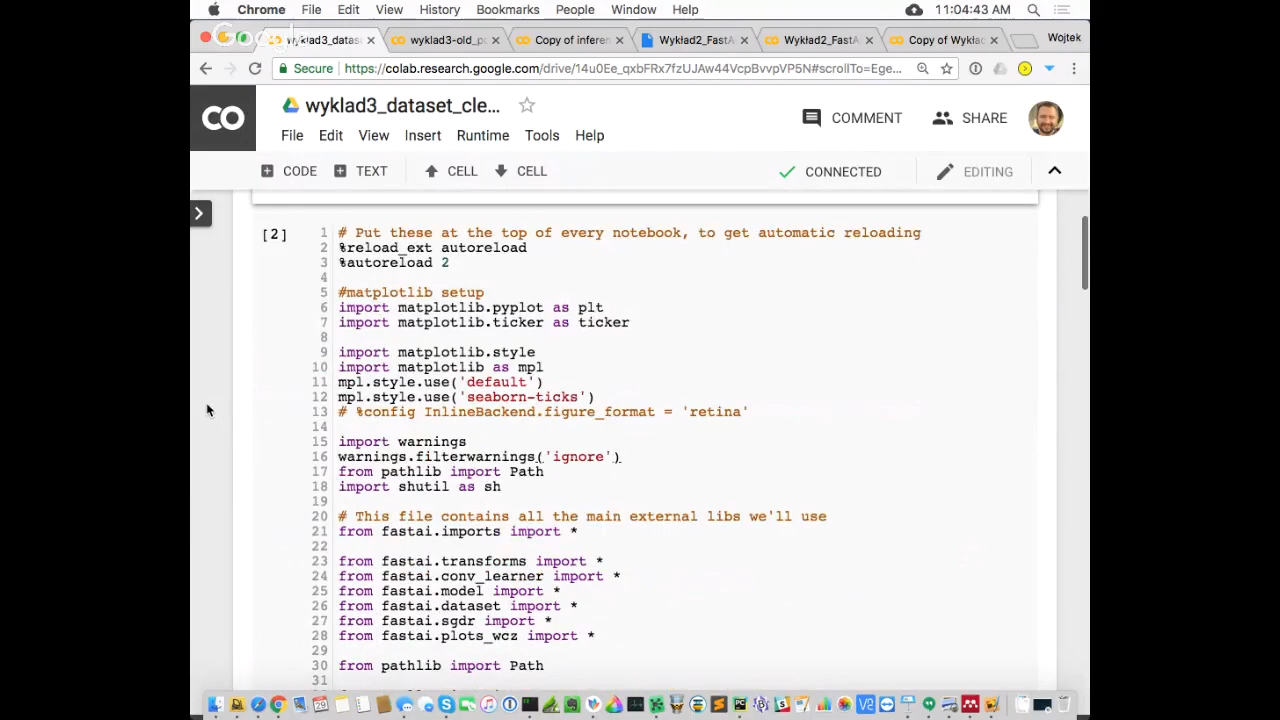 Chrome File Edit View History Bookmarks People Window Help 11:04:43 AM
wykład3_datas wyklad3-old_pc Copy of inferen Wykład2_FastA Wykład2_FastA Copy of Wykład Wojtek
Secure https://colab.research.google.com/drive/14u0Ee_qxbFRx7fzUJAw44VcpBvvpVP5N#scrollTo=Ege...
CO wyklad3_dataset_cle... COMMENT SHARE
File Edit View Insert Runtime Tools Help
CODE TEXT CELL CELL CONNECTED EDITING
[2] 1 # Put these at the top of every notebook, to get automatic reloading
2 %reload_ext autoreload
3 %autoreload 2
4
5 #matplotlib setup
6 import matplotlib.pyplot as plt
7 import matplotlib.ticker as ticker
8
9 import matplotlib.style
10 import matplotlib as mpl
11 mpl.style.use('default')
12 mpl.style.use('seaborn-ticks')
13 # %config InlineBackend.figure_format = 'retina'
14
15 import warnings
16 warnings.filterwarnings('ignore')
17 from pathlib import Path
18 import shutil as sh
19
20 # This file contains all the main external libs we'll use
21 from fastai.imports import *
22
23 from fastai.transforms import *
24 from fastai.conv_learner import *
25 from fastai.model import *
26 from fastai.dataset import *
27 from fastai.sgdr import *
28 from fastai.plots_wcz import *
29
30 from pathlib import Path
31